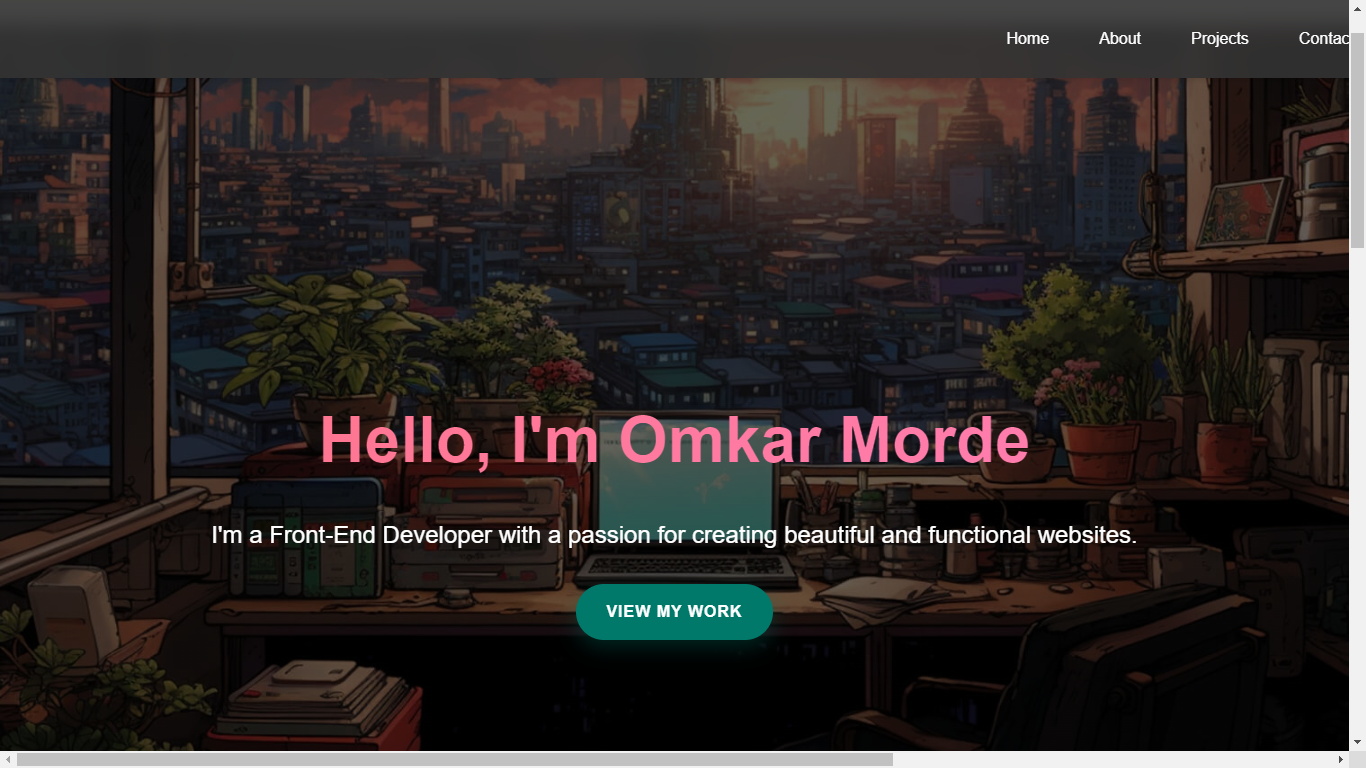 Home About Projects Contac
Hello, I'm Omkar Morde
I'm a Front-End Developer with a passion for creating beautiful and functional websites.
VIEW MY WORK